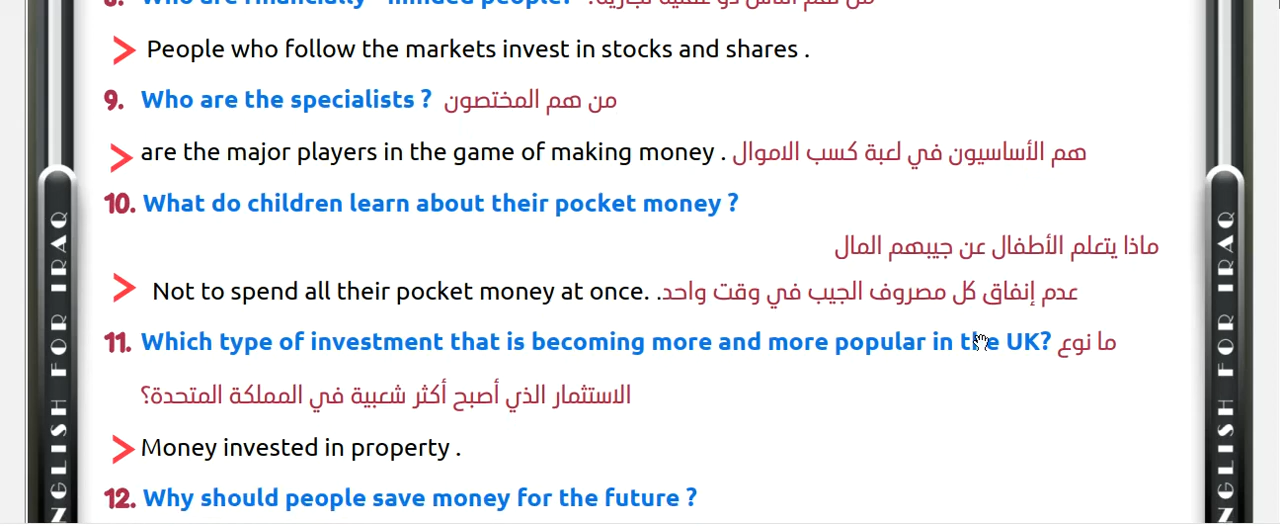 People who follow the markets invest in stocks and shares .
9. Who are the specialists ? من هم المختصون
are the major players in the game of making money . هم الأساسيون في لعبة كسب الاموال
10. What do children learn about their pocket money ?
ماذا يتعلم الأطفال عن جيبهم المال
Not to spend all their pocket money at once. .عدم إنفاق كل مصروف الجيب في وقت واحد
11. Which type of investment that is becoming more and more popular in the UK? ما نوع
الاستثمار الذي أصبح أكثر شعبية في المملكة المتحدة؟
Money invested in property .
12. Why should people save money for the future ?
NGLISH FOR IRAQ
NGLISH FOR IRAQ